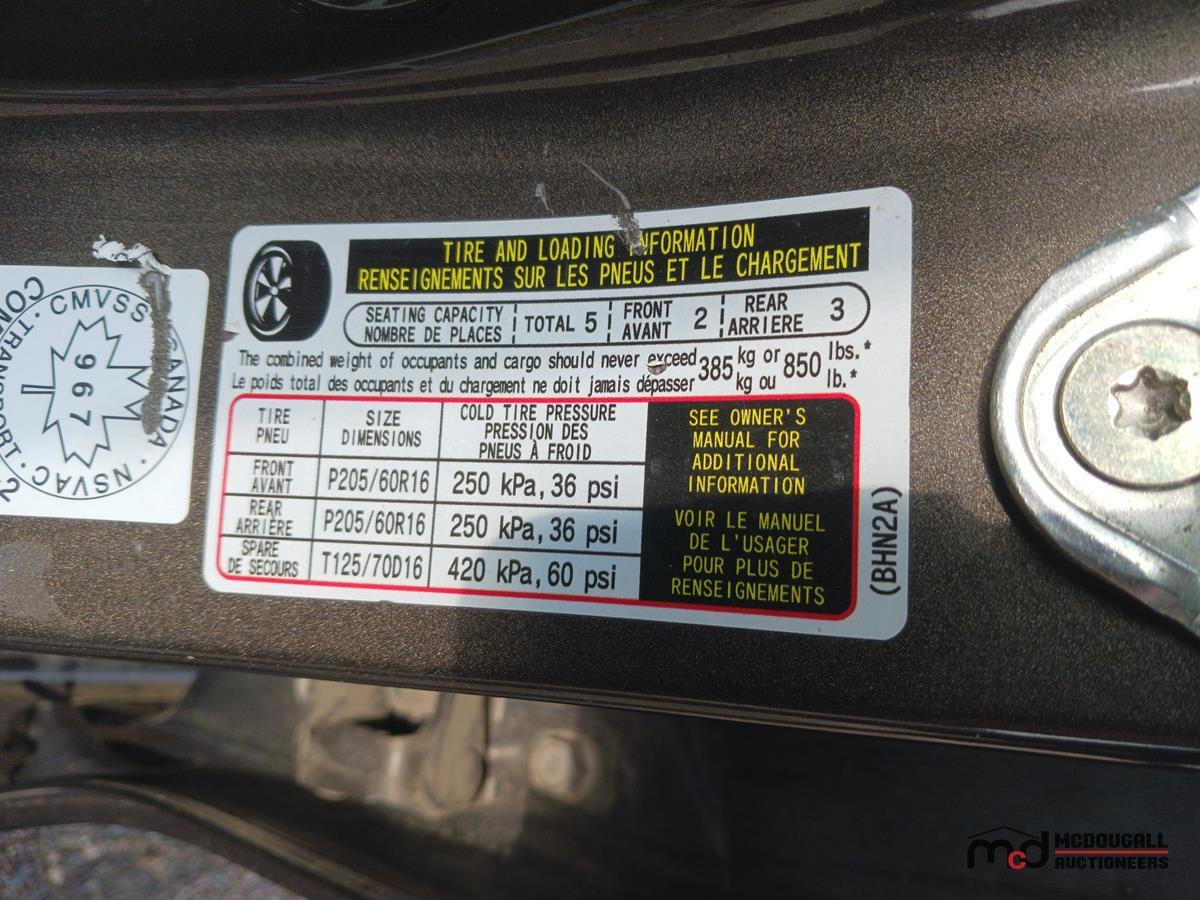 TIRE AND LOADING INFORMATION
RENSEIGNEMENTS SUR LES PNEUS ET LE CHARGEMENT
SEATING CAPACITY
NOMBRE DE PLACES
TOTAL 5
FRONT
AVANT
2
REAR
ARRIÈRE
3
The combined weight of occupants and cargo should never exceed 385 kg or 850 lbs.*
Le poids total des occupants et du chargement ne doit jamais dépasser 385 kg ou 850 lb.*
TIRE
PNEU
SIZE
DIMENSIONS
COLD TIRE PRESSURE
PRESSION DES
PNEUS À FROID
FRONT
AVANT
P205/60R16
250 kPa, 36 psi
REAR
ARRIÈRE
P205/60R16
250 kPa, 36 psi
SPARE
DE SECOURS
T125/70D16
420 kPa, 60 psi
SEE OWNER'S
MANUAL FOR
ADDITIONAL
INFORMATION
VOIR LE MANUEL
DE L'USAGER
POUR PLUS DE
RENSEIGNEMENTS
(BHN2A)
CMVSS
CANADA · NSVAC ·
· TRANSPORT
967
mcd
MCDOUGALL
AUCTIONEERS